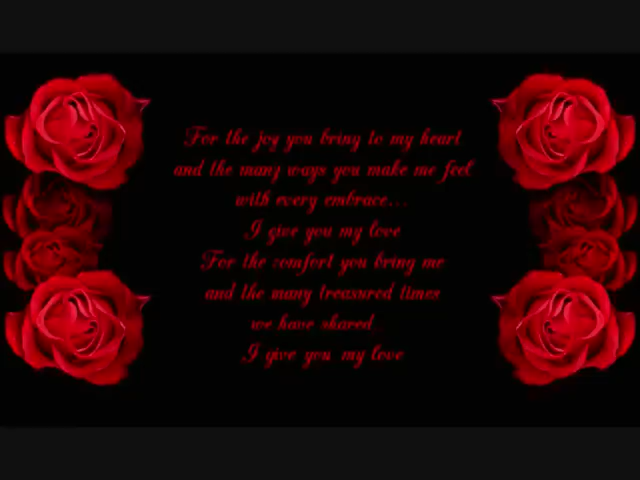 For the joy you bring to my heart
and the many ways you make me feel
with every embrace...
I give you my love
For the comfort you bring me
and the many treasured times
we have shared
I give you my love